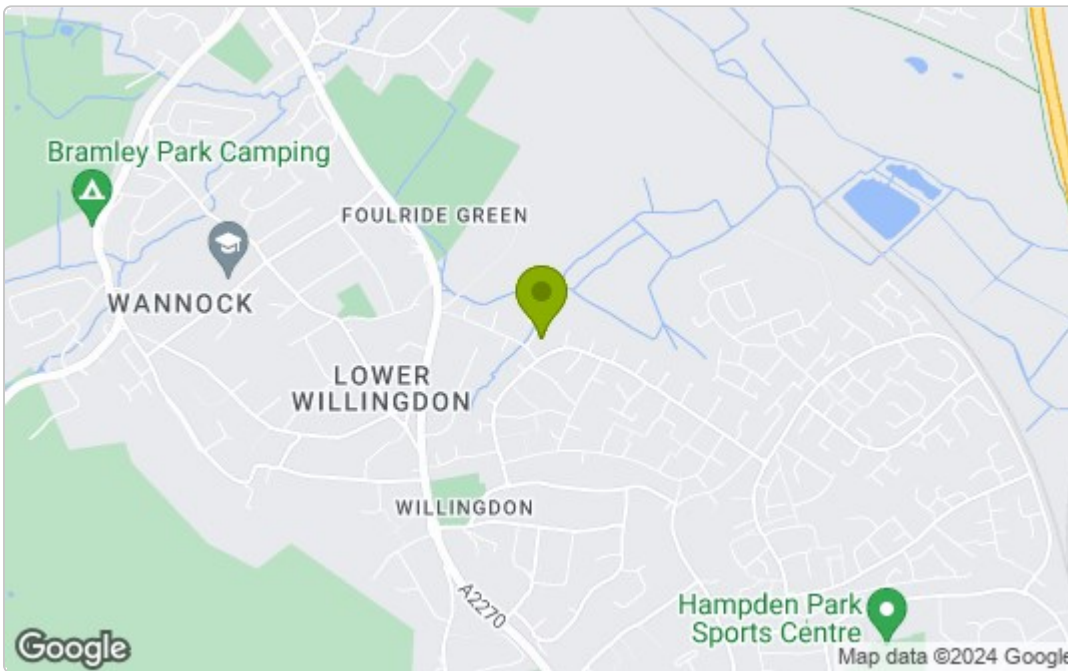 Bramley Park Camping
FOULRIDE GREEN
WANNOCK
LOWER
WILLINGDON
WILLINGDON
A2270
Hampden Park
Sports Centre
Google
Map data ©2024 Google